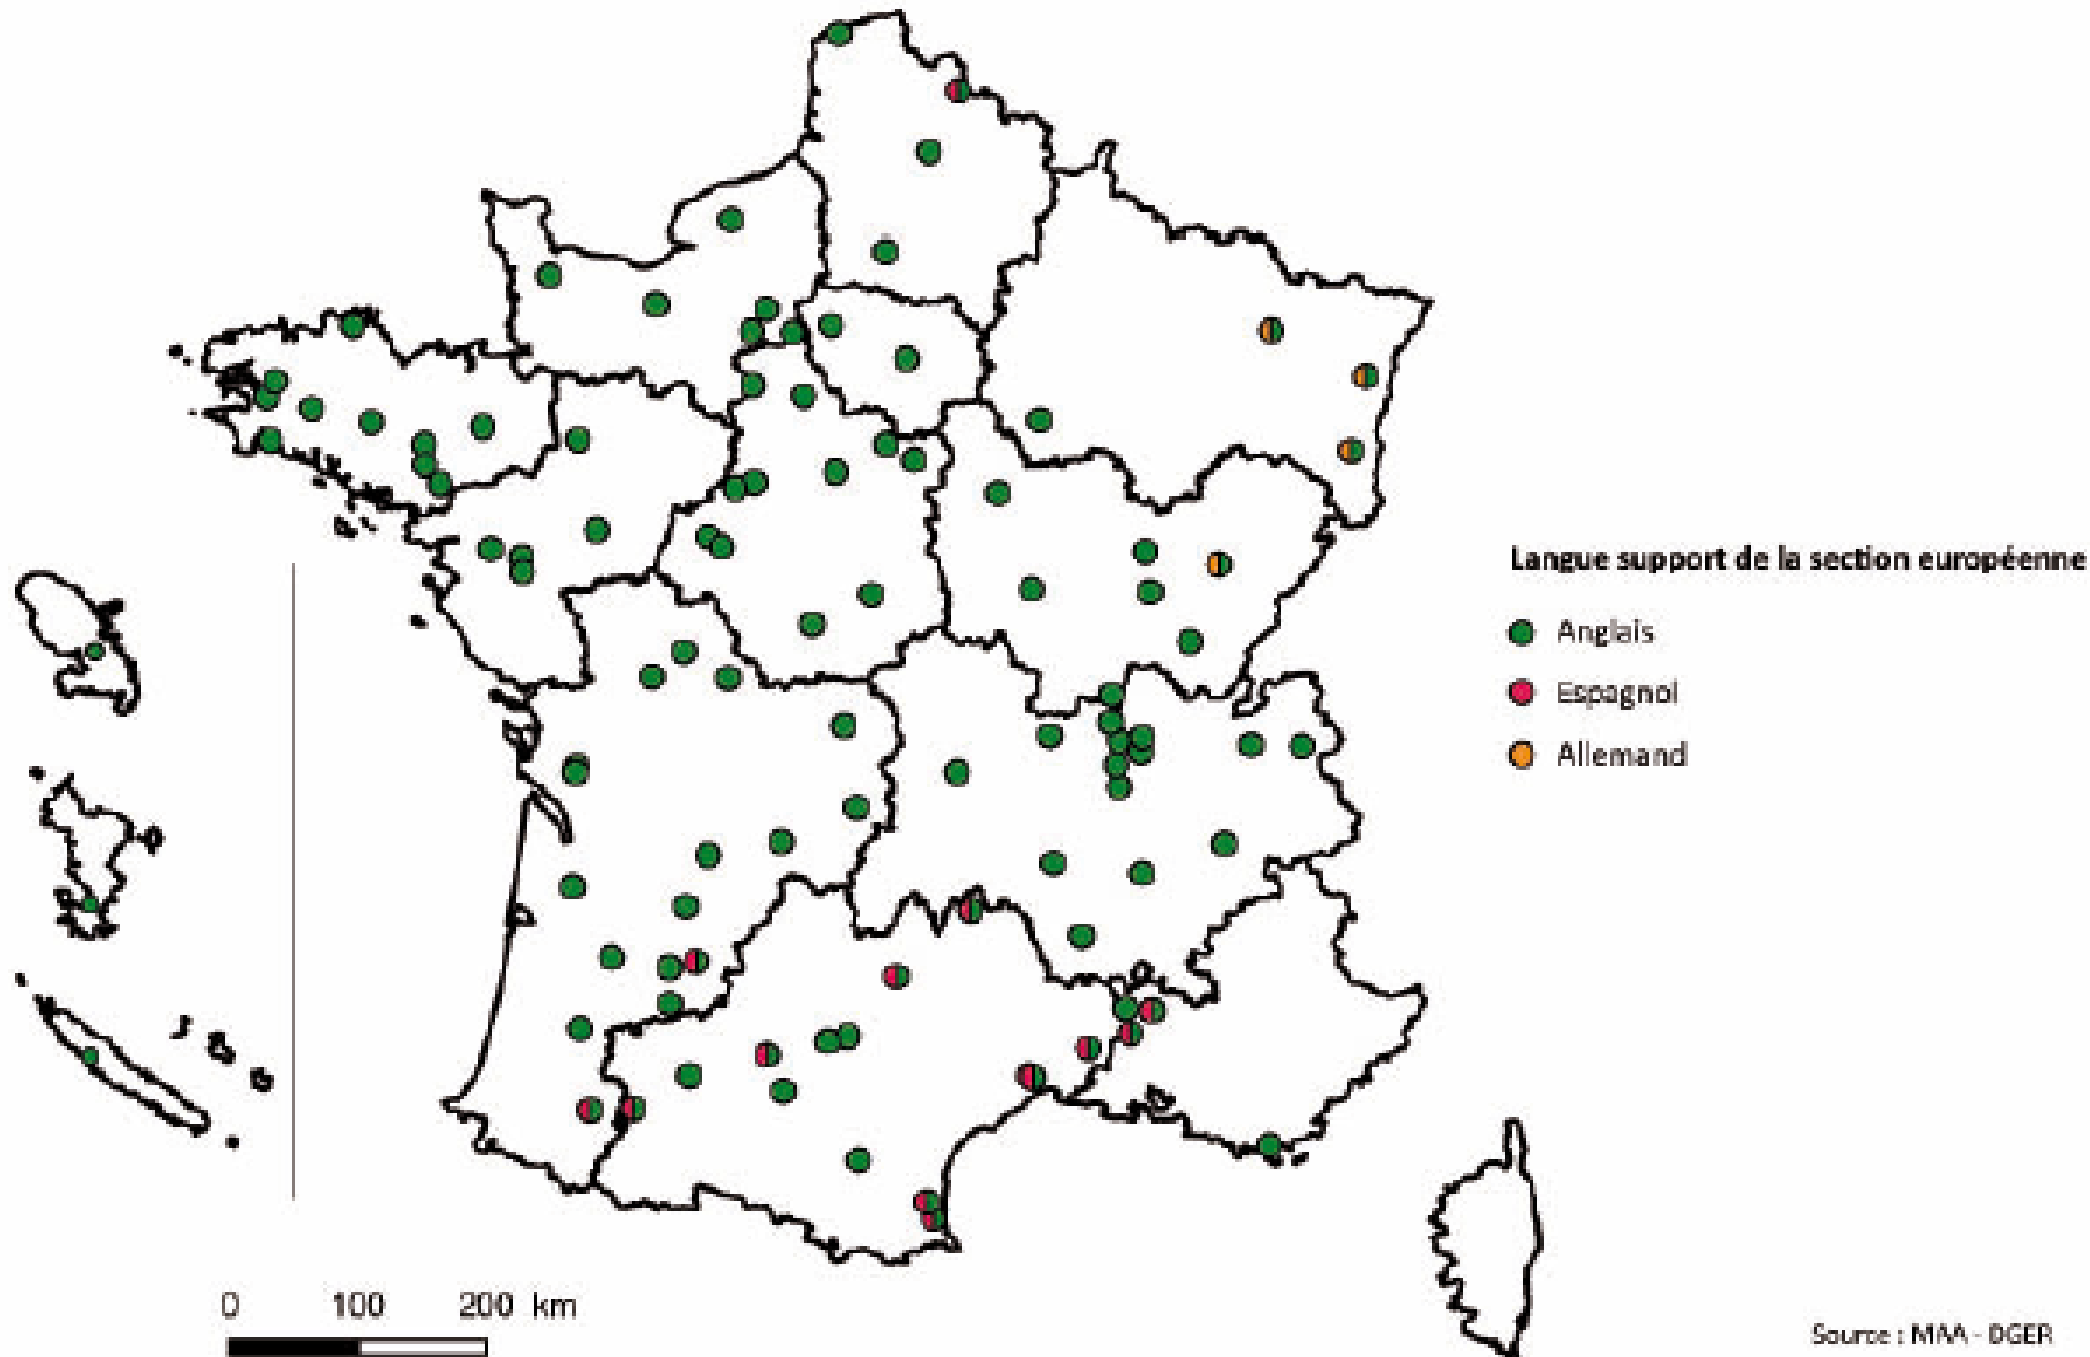 Langue support de la section européenne
Anglais
Espagnol
Allemand
0 100 200 km
Source : MAA - DGER